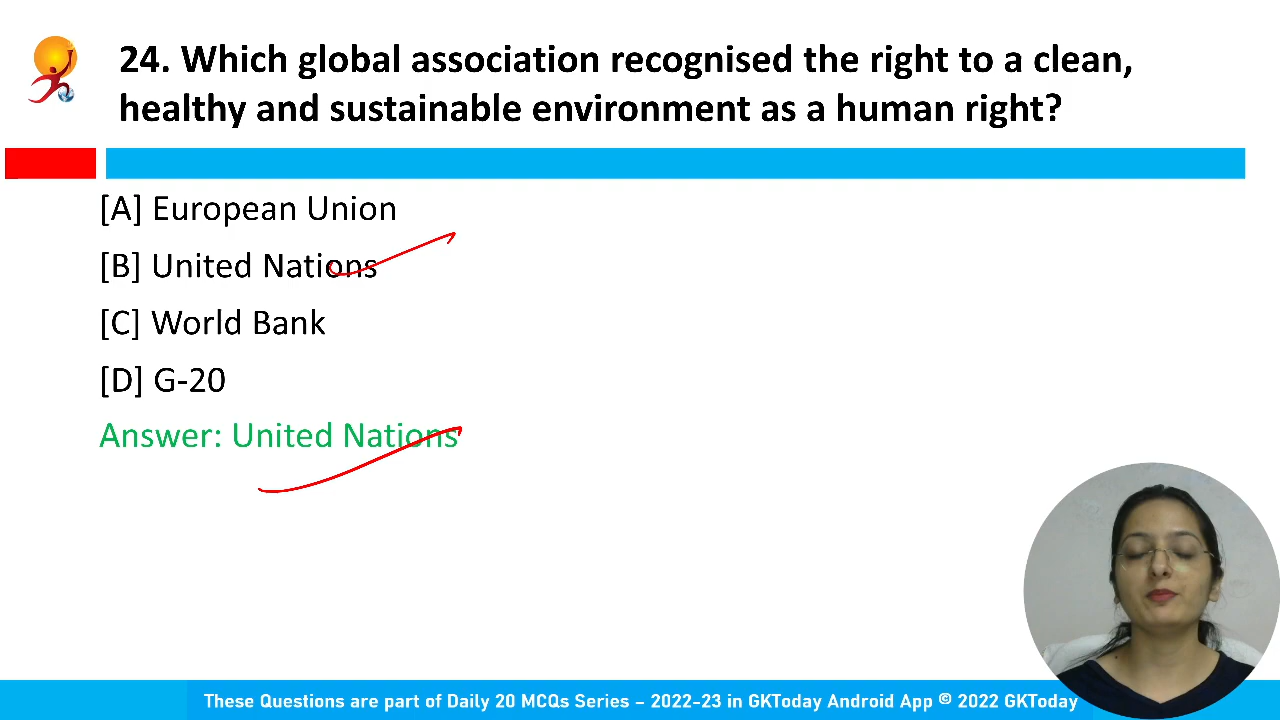 24. Which global association recognised the right to a clean,
healthy and sustainable environment as a human right?
[A] European Union
[B] United Nations
[C] World Bank
[D] G-20
Answer: United Nations
These Questions are part of Daily 20 MCQs Series – 2022-23 in GKToday Android App © 2022 GKToday